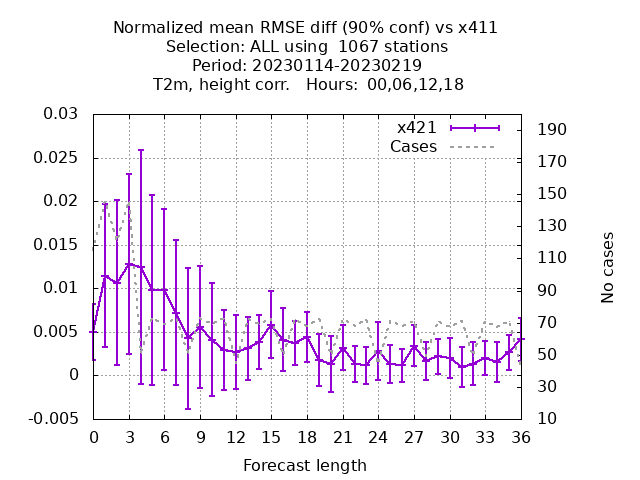 Normalized mean RMSE diff (90% conf) vs x411
Selection: ALL using  1067 stations
Period: 20230114-20230219
T2m, height corr.   Hours:  00,06,12,18
x421
Cases
0.03
0.025
0.02
0.015
0.01
0.005
0
-0.005
190
170
150
130
110
90
70
50
30
10
No cases
0 3 6 9 12 15 18 21 24 27 30 33 36
Forecast length